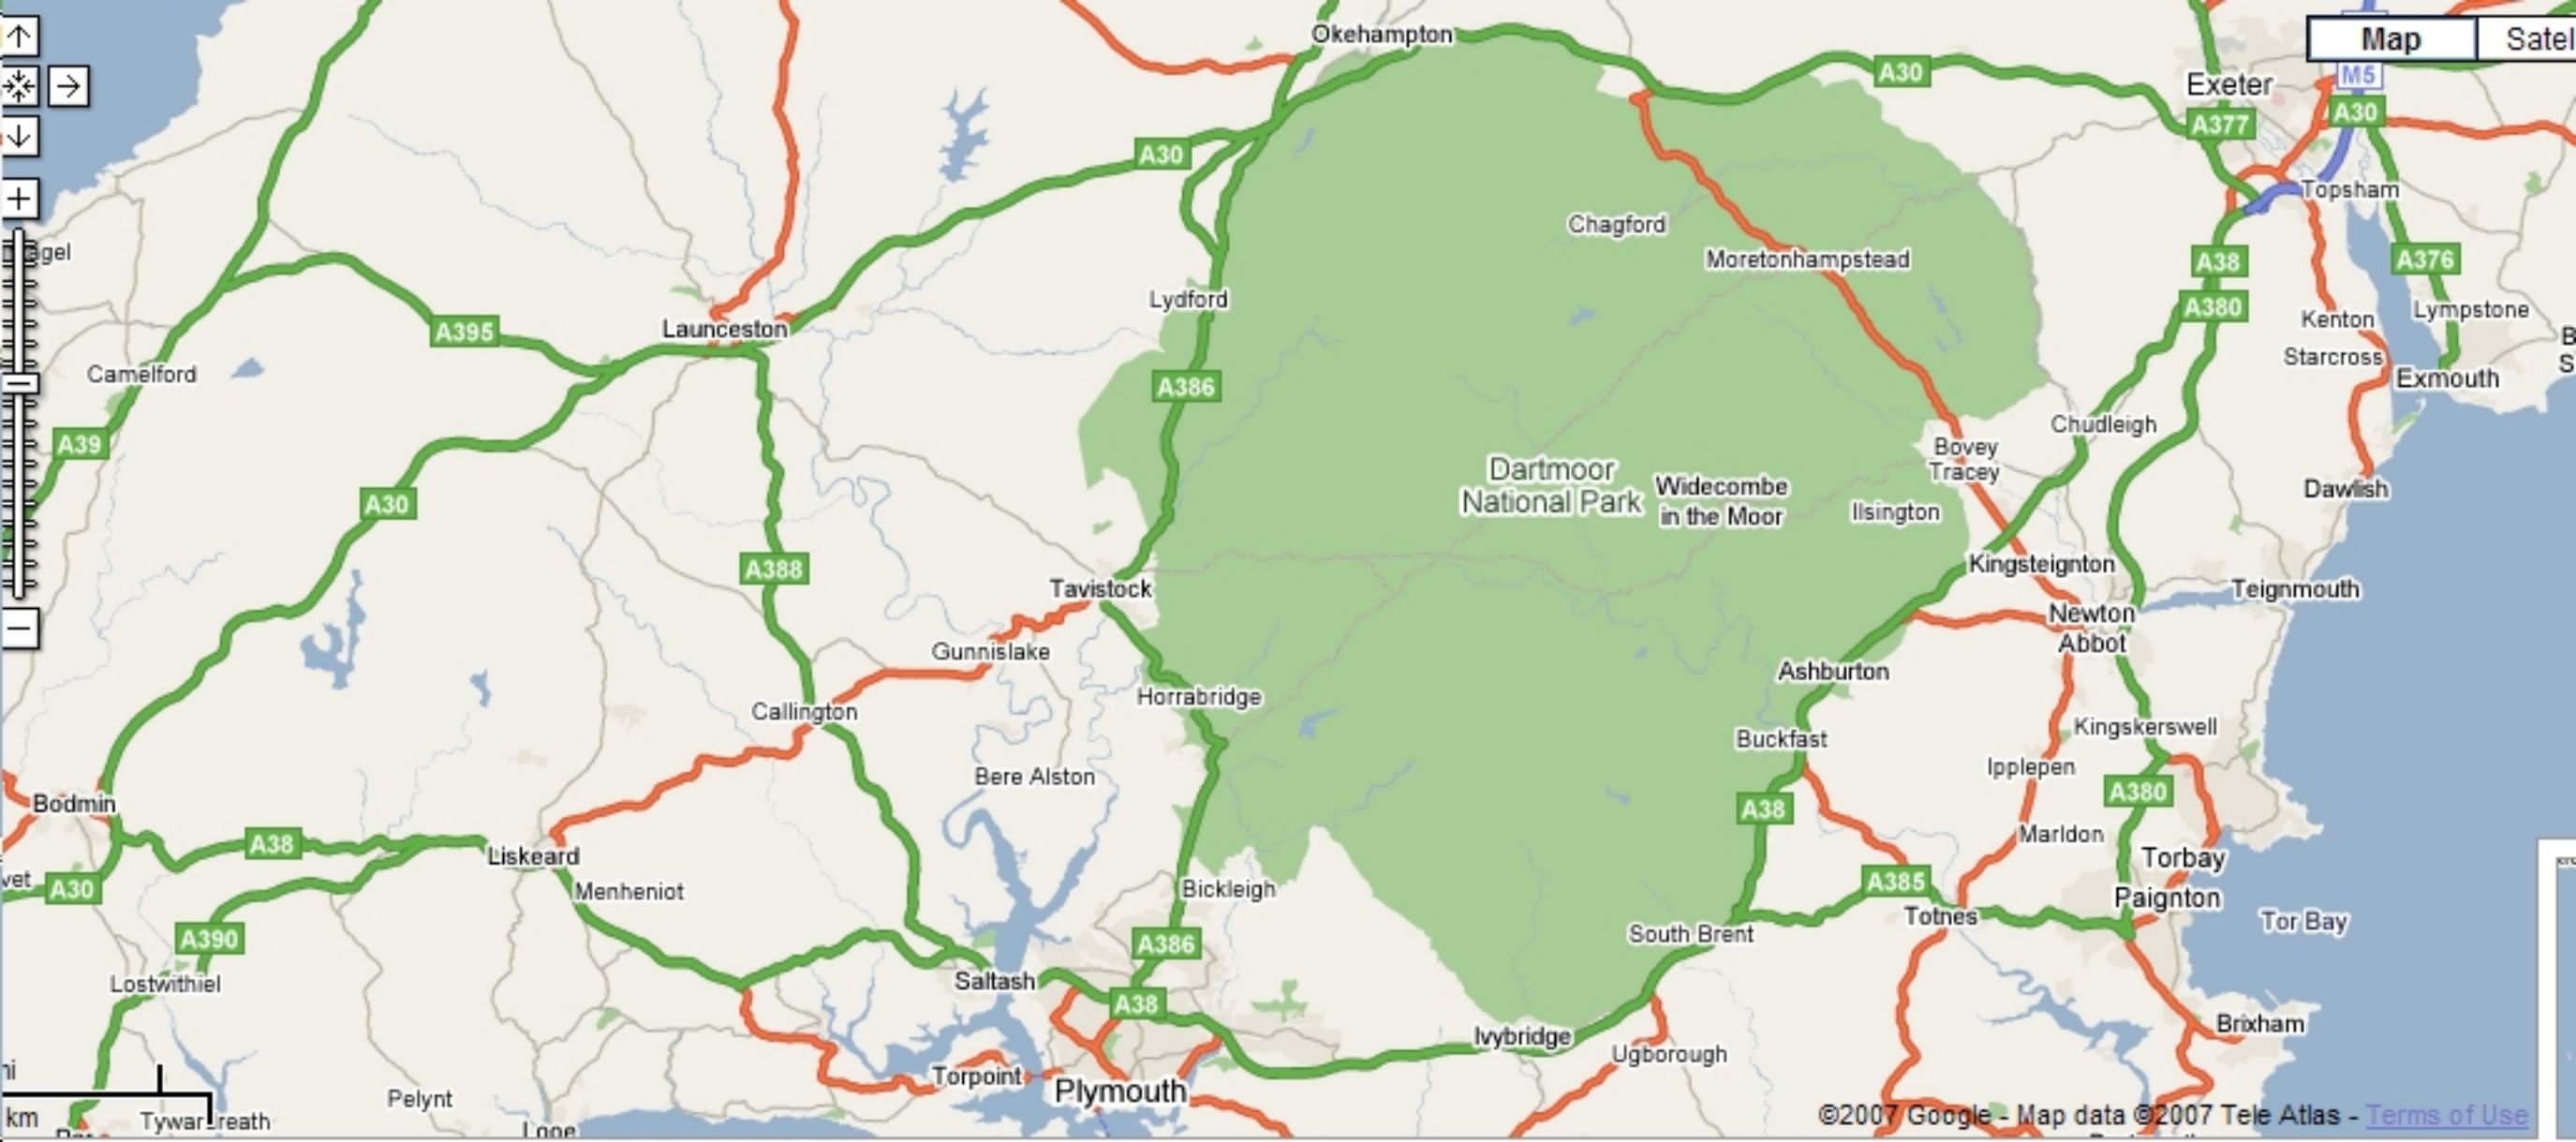 Okehampton
Map
Satel
M5
A30
Exeter
A30
A377
A30
Topsham
Chagford
agel
Moretonhampstead
A38
A376
Lydford
A380
Lympstone
Kenton
Launceston
A395
Starcross
Camelford
Exmouth
A386
Chudleigh
A39
Bovey
Tracey
Dartmoor
National Park
Widecombe
in the Moor
Dawlish
A30
Ilsington
A388
Kingsteignton
Tavistock
Teignmouth
Newton
Abbot
Gunnislake
Ashburton
Horrabridge
Callington
Kingskerswell
Buckfast
Ipplepen
Bere Alston
A380
Bodmin
A38
Marldon
A38
Liskeard
Torbay
vet
A30
Menheniot
Bickleigh
A385
Paignton
Totnes
Tor Bay
A390
A386
South Brent
Lostwithiel
Saltash
A38
Brixham
Ivybridge
Ugborough
Torpoint
Plymouth
Pelynt
km
©2007 Google - Map data ©2007 Tele Atlas - Terms of Use
Looe